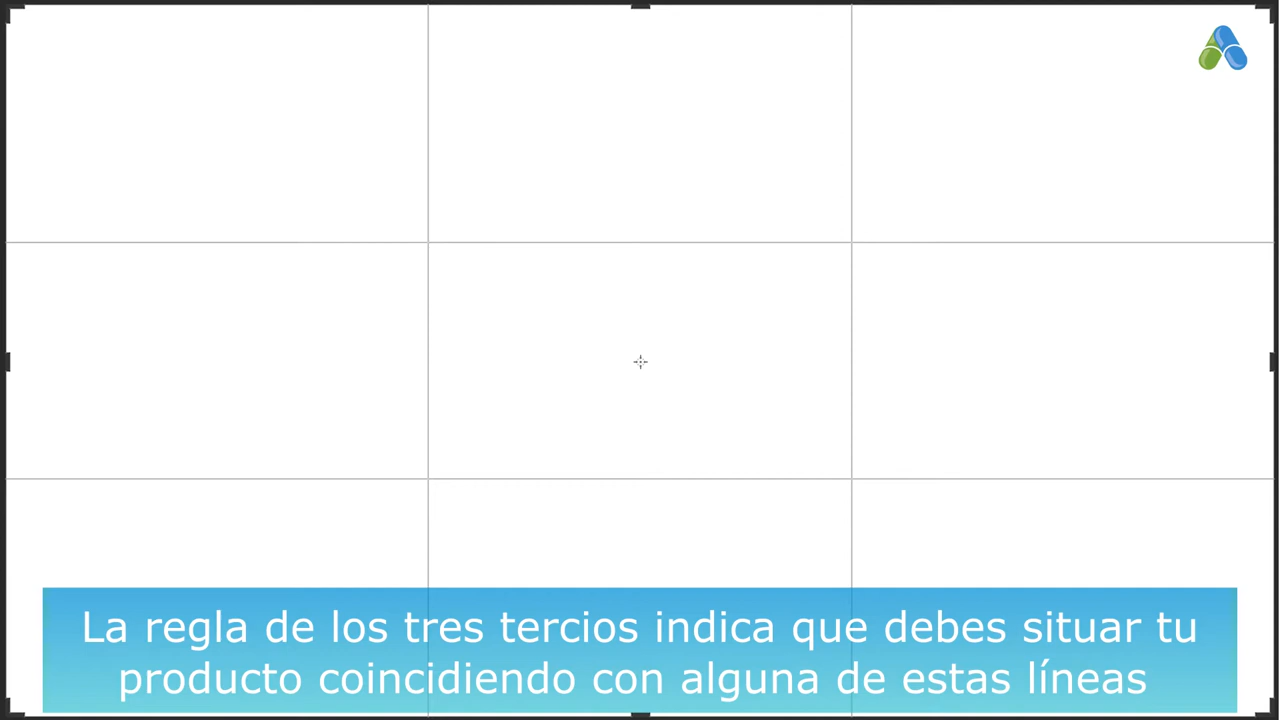 La regla de los tres tercios indica que debes situar tu
producto coincidiendo con alguna de estas líneas